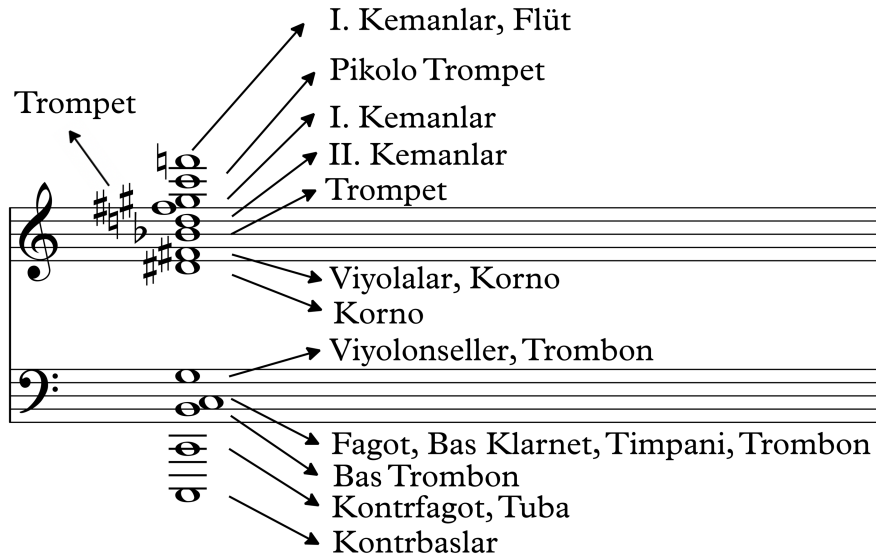 I. Kemanlar, Flüt
Pikolo Trompet
Trompet
I. Kemanlar
II. Kemanlar
Trompet
Viyolalar, Korno
Korno
Viyolonseller, Trombon
Fagot, Bas Klarnet, Timpani, Trombon
Bas Trombon
Kontrfagot, Tuba
Kontrbaslar